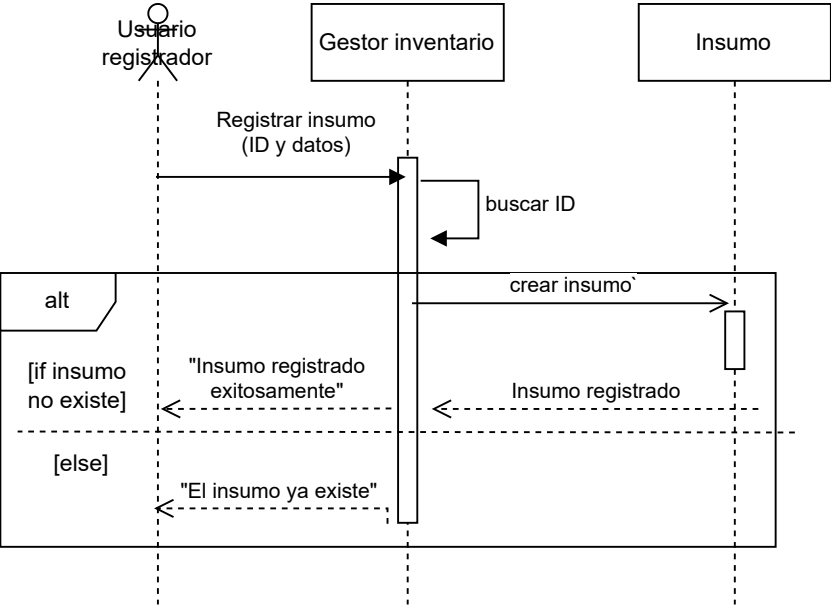 Usuario
registrador
Gestor inventario
Insumo
Registrar insumo
(ID y datos)
buscar ID
alt
crear insumo`
[if insumo
no existe]
"Insumo registrado
exitosamente"
Insumo registrado
[else]
"El insumo ya existe"